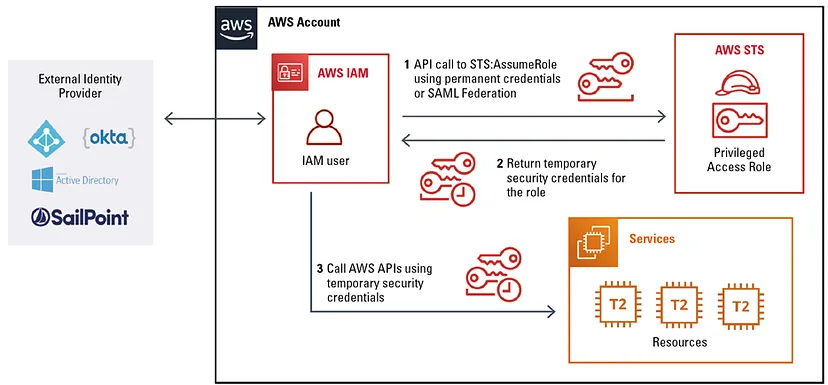 aws
AWS Account
External Identity
Provider
{okta}
Windows
Active Directory
SailPoint
AWS IAM
IAM user
1 API call to STS:AssumeRole
using permanent credentials
or SAML Federation
AWS STS
Privileged
Access Role
2 Return temporary
security credentials for
the role
3 Call AWS APIs using
temporary security
credentials
Services
T2
T2
T2
Resources